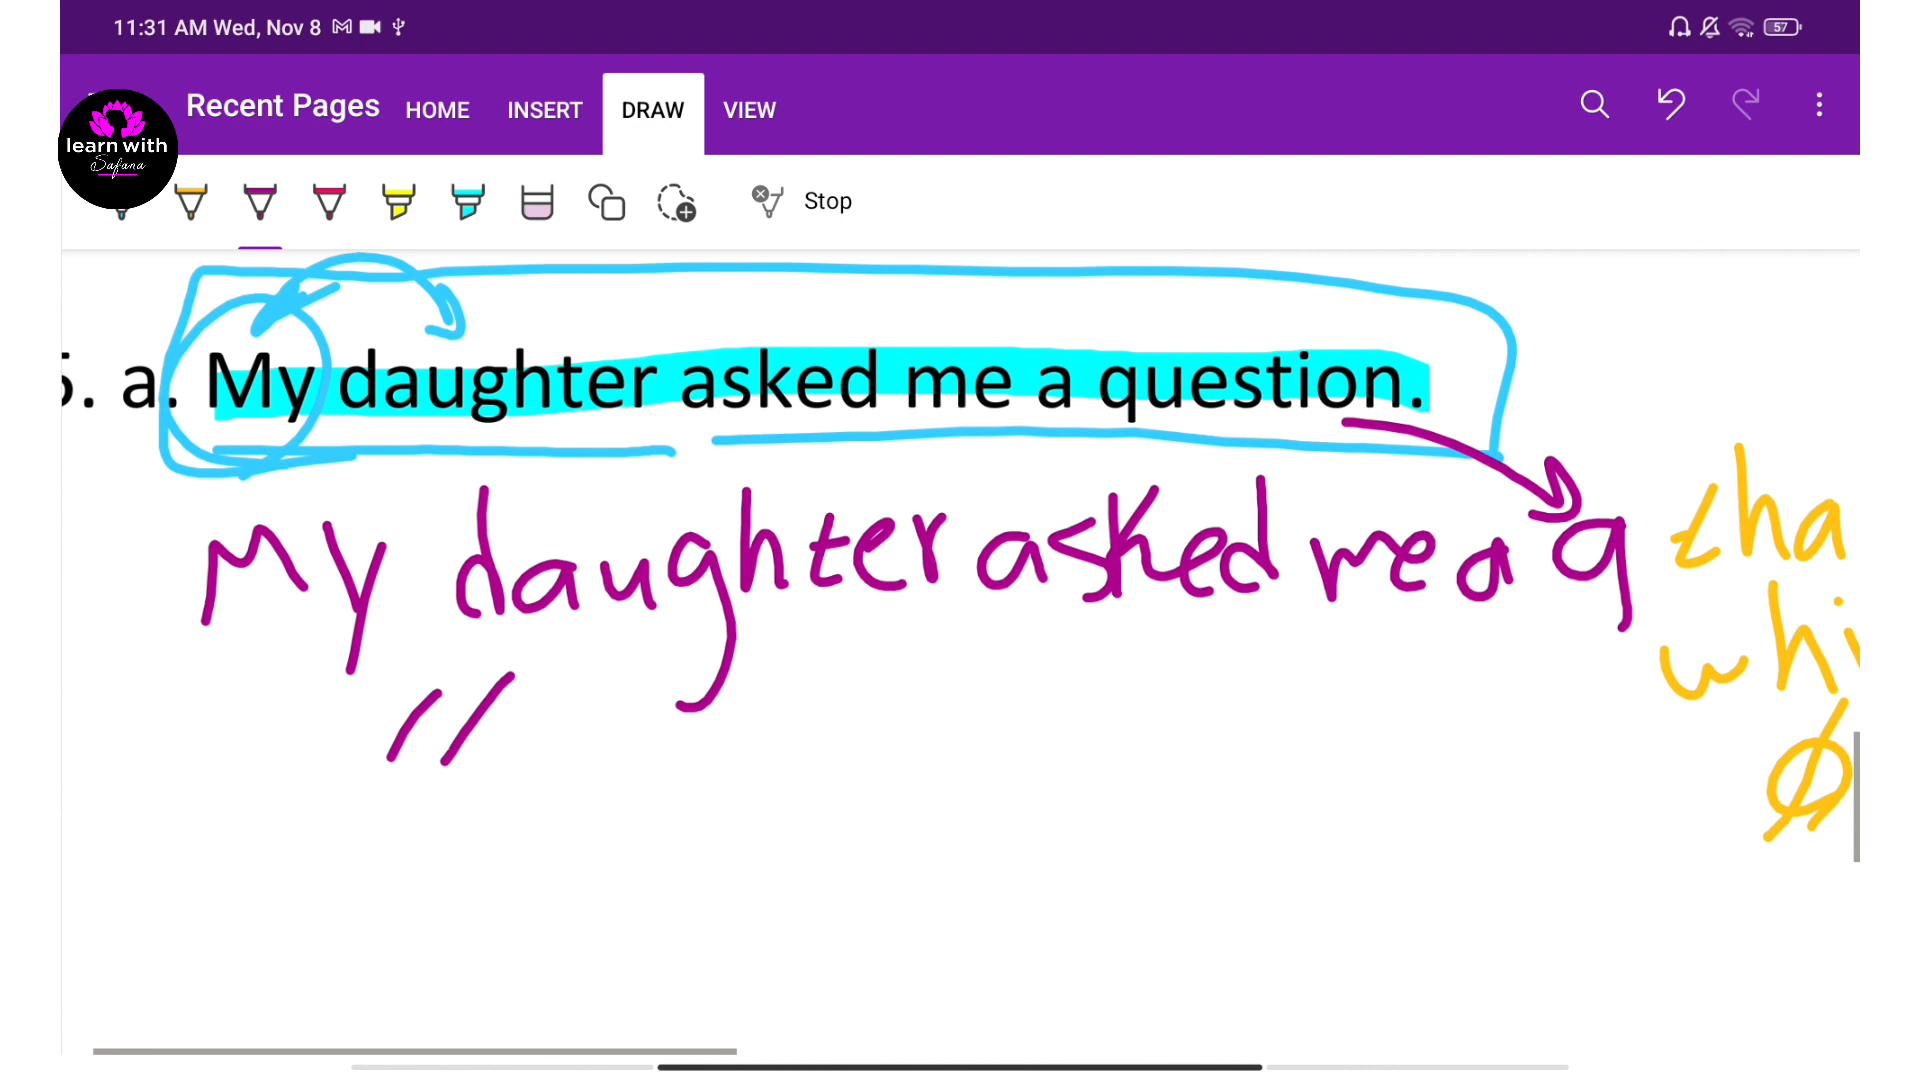 11:31 AM Wed, Nov 8
57
learn with
Safana
Recent Pages HOME INSERT DRAW VIEW
Stop
5. a. My daughter asked me a question.
My daughter asked me a q
tha
whi
Ø